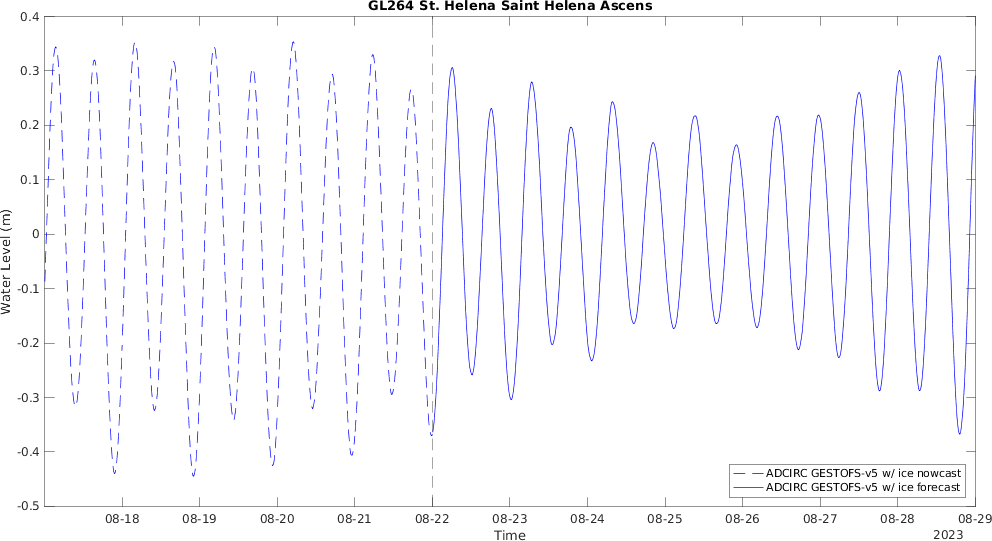 GL264 St. Helena Saint Helena Ascens
0.4
0.3
0.2
0.1
0
-0.1
-0.2
-0.3
-0.4
-0.5
Water Level (m)
ADCIRC GESTOFS-v5 w/ ice nowcast
ADCIRC GESTOFS-v5 w/ ice forecast
08-18 08-19 08-20 08-21 08-22 08-23 08-24 08-25 08-26 08-27 08-28 08-29
Time
2023